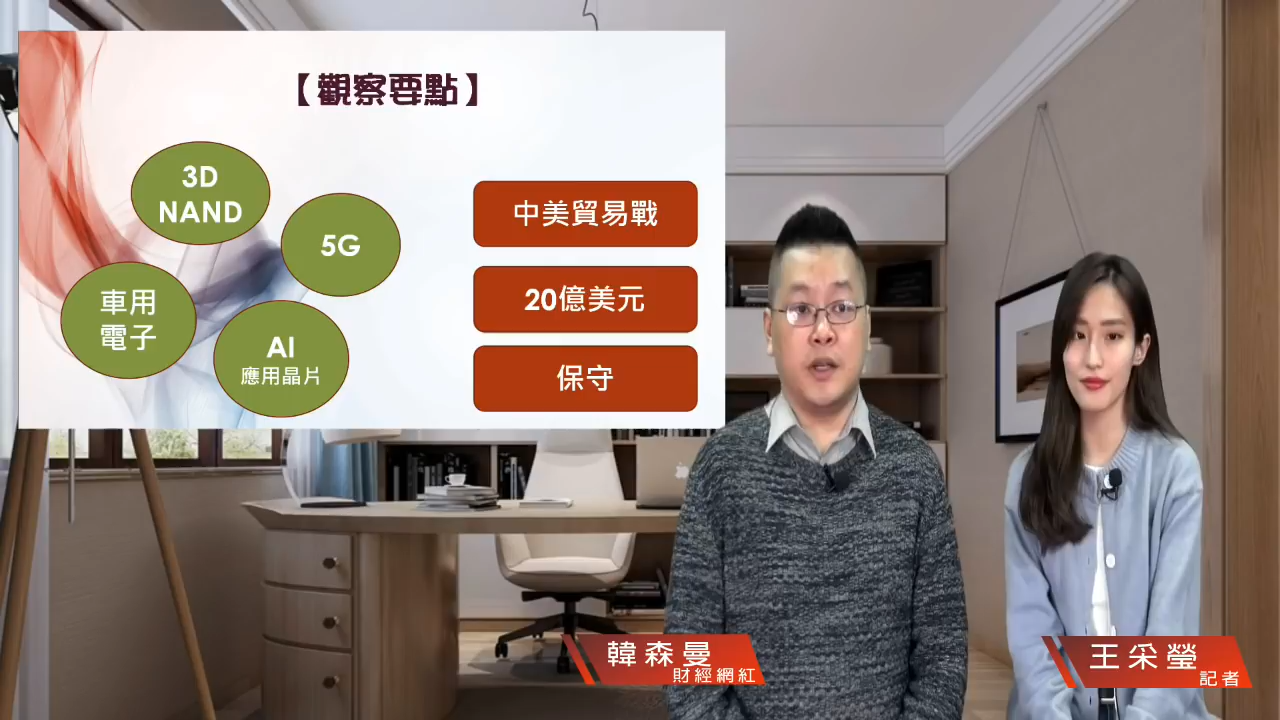 【觀察要點】
3D
NAND
5G
車用
電子
AI
應用晶片
中美貿易戰
20億美元
保守
韓森曼
財經網紅
王采瑩
記者